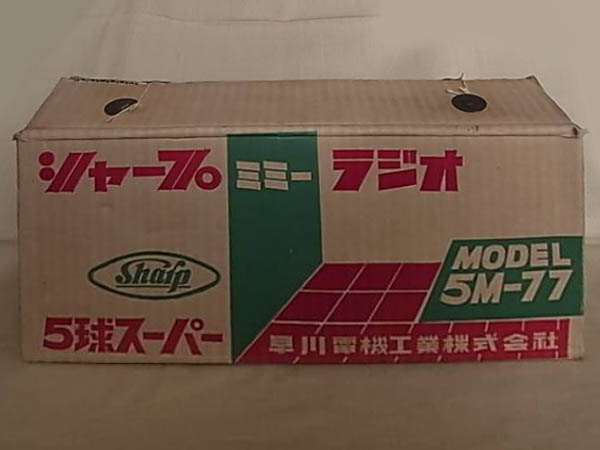 シャープ ミミー ラジオ
Sharp
MODEL
5M-77
5球スーパー
早川電機工業株式会社